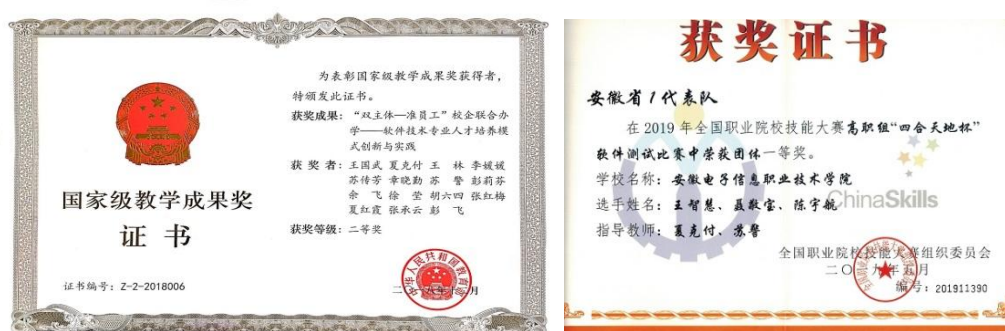 为表彰国家级教学成果奖获得者，
特颁发此证书。
获奖成果：“双主体—准员工”校企联合办
学——软件技术专业人才培养模
式创新与实践
获 奖 者：王国武 夏克付 王 林 李媛媛
苏传芳 李晓勤 苏 警 彭莉芬
余 飞 徐 莹 胡六四 张红梅
夏红霞 张承云 彭 飞
获奖等级：二等奖
国家级教学成果奖
证 书
证书编号：Z-2-2018006
获奖证书
安徽省1代表队
在 2019 年全国职业院校技能大赛高职组“四合天地杯”
软件测试比赛中荣获团体一等奖。
学校名称：安徽电子信息职业技术学院
选手姓名：王智慧、聂敬宝、陈宇航
指导教师：夏克付、苏警
ChinaSkills
全国职业院校技能大赛组织委员会
编号：201911390